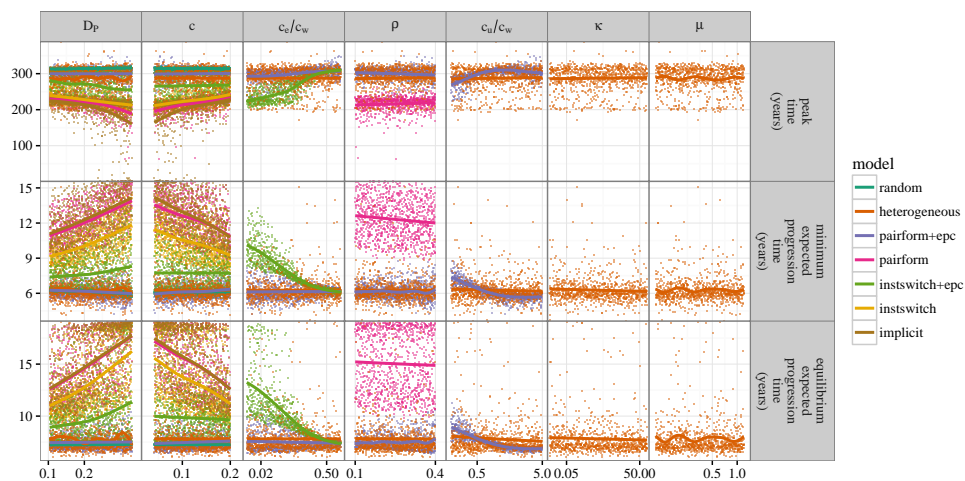 D_P c c_e/c_w ρ c_u/c_w κ μ
300
200
100
peak
time
(years)
15
12
9
6
minimum
expected
progression
time
(years)
15
10
equilibrium
expected
progression
time
(years)
0.1 0.2 0.1 0.2 0.02 0.50 0.1 0.4 0.5 5.0 0.05 50.00 0.5 1.0
model
random
heterogeneous
pairform+epc
pairform
instswitch+epc
instswitch
implicit